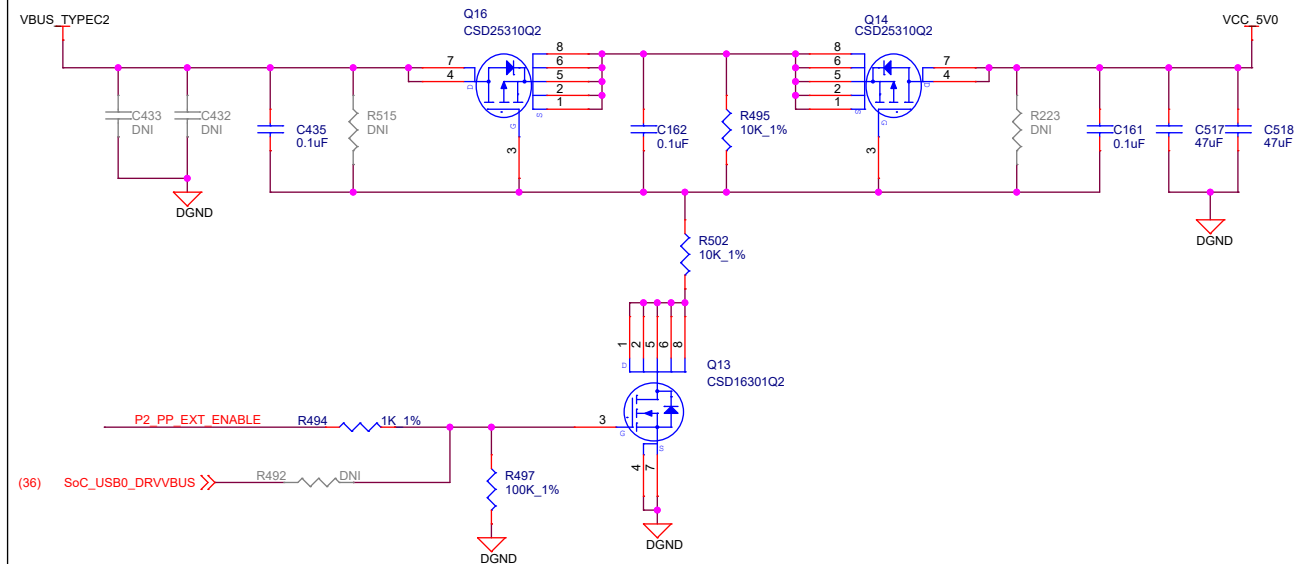 VBUS_TYPEC2
Q16
CSD25310Q2
Q14
CSD25310Q2
VCC_5V0
7
4
D
G
S
3
8
6
5
2
1
8
6
5
2
1
7
4
D
G
S
3
C433
DNI
C432
DNI
C435
0.1uF
R515
DNI
C162
0.1uF
R495
10K_1%
R223
DNI
C161
0.1uF
C517
47uF
C518
47uF
DGND
DGND
R502
10K_1%
1
2
5
6
8
D
Q13
CSD16301Q2
P2_PP_EXT_ENABLE
R494
1K_1%
3
G
S
4
7
(36)
SoC_USB0_DRVVBUS
R492
DNI
R497
100K_1%
DGND
DGND